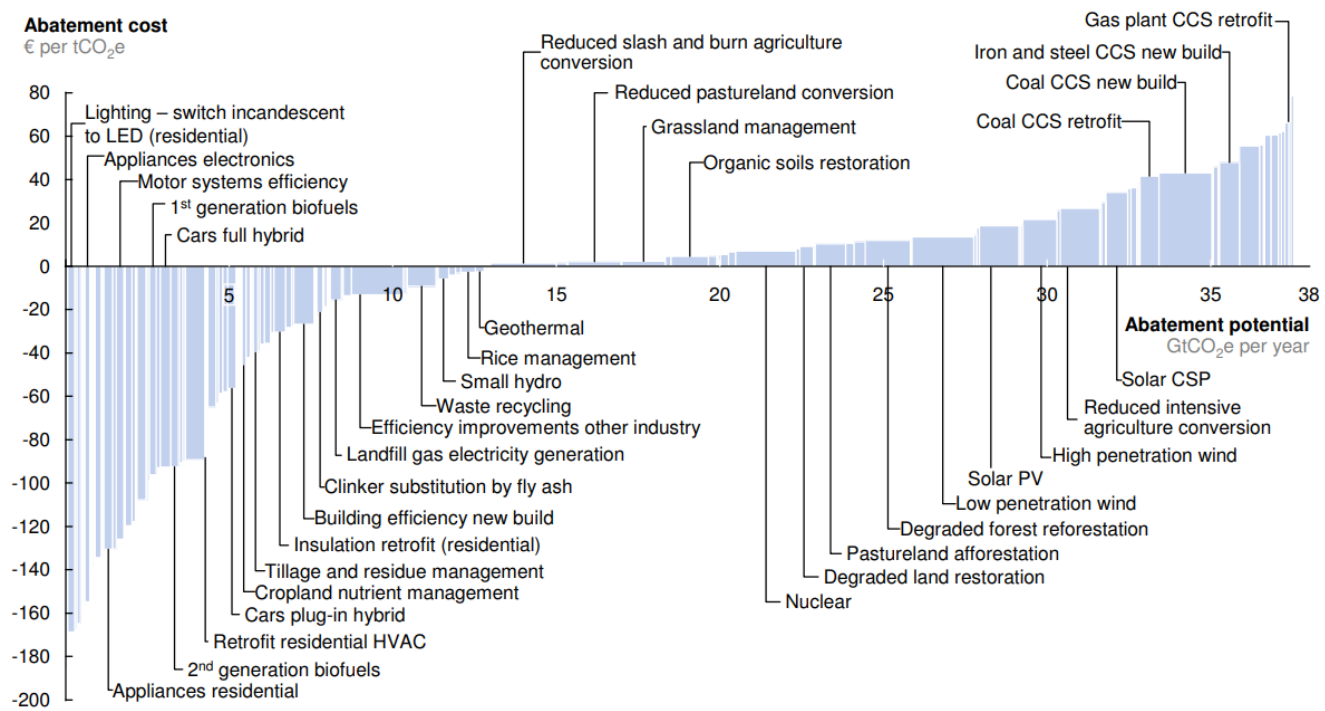 Abatement cost
€ per tCO₂e
Gas plant CCS retrofit
Reduced slash and burn agriculture
conversion
Iron and steel CCS new build
Coal CCS new build
Reduced pastureland conversion
Coal CCS retrofit
Grassland management
Organic soils restoration
Lighting – switch incandescent
to LED (residential)
Appliances electronics
Motor systems efficiency
1st generation biofuels
Cars full hybrid
80
60
40
20
0
-20
-40
-60
-80
-100
-120
-140
-160
-180
-200
5
10
15
20
25
30
35
38
Abatement potential
GtCO₂e per year
Geothermal
Rice management
Small hydro
Waste recycling
Efficiency improvements other industry
Landfill gas electricity generation
Clinker substitution by fly ash
Building efficiency new build
Insulation retrofit (residential)
Tillage and residue management
Cropland nutrient management
Cars plug-in hybrid
Retrofit residential HVAC
2nd generation biofuels
Appliances residential
Solar CSP
Reduced intensive
agriculture conversion
High penetration wind
Solar PV
Low penetration wind
Degraded forest reforestation
Pastureland afforestation
Degraded land restoration
Nuclear